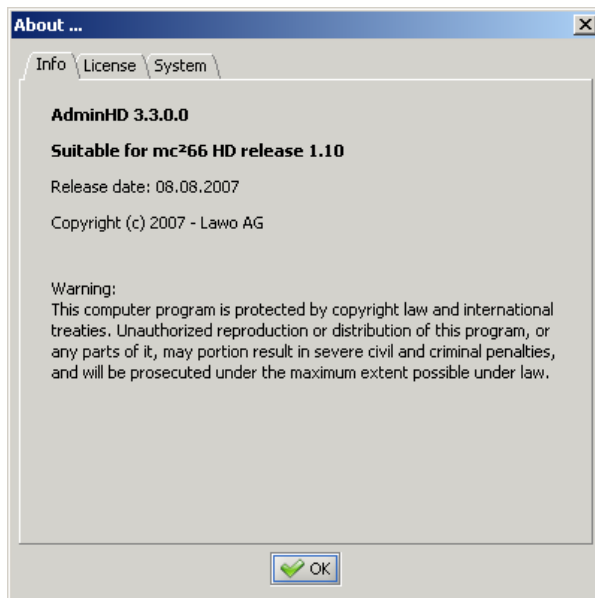 About ...
Info License System
AdminHD 3.3.0.0
Suitable for mc²66 HD release 1.10
Release date: 08.08.2007
Copyright (c) 2007 - Lawo AG
Warning:
This computer program is protected by copyright law and international
treaties. Unauthorized reproduction or distribution of this program, or
any parts of it, may portion result in severe civil and criminal penalties,
and will be prosecuted under the maximum extent possible under law.
OK